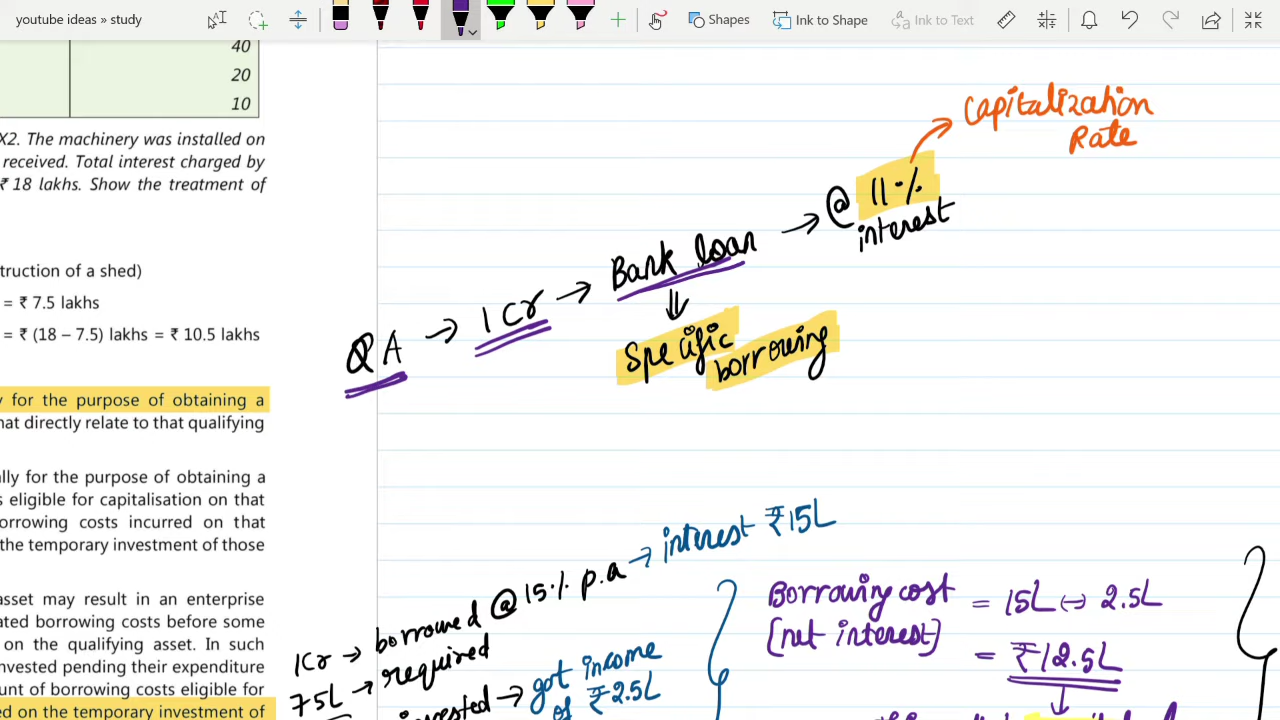 youtube ideas » study
Shapes
Ink to Shape
Ink to Text
40
20
10
X2. The machinery was installed on
received. Total interest charged by
₹ 18 lakhs. Show the treatment of
truction of a shed)
= ₹ 7.5 lakhs
= ₹ (18 – 7.5) lakhs = ₹ 10.5 lakhs
y for the purpose of obtaining a
hat directly relate to that qualifying
lly for the purpose of obtaining a
s eligible for capitalisation on that
orrowing costs incurred on that
the temporary investment of those
asset may result in an enterprise
ated borrowing costs before some
on the qualifying asset. In such
nvested pending their expenditure
unt of borrowing costs eligible for
ed on the temporary investment of
Capitalization
Rate
QA → 1 Cr → Bank loan → @ 11% interest
⇓
Specific
borrowing
1Cr → borrowed @ 15% p.a → interest ₹15L
75L → required
invested → got income
of ₹2.5L
Borrowing cost = 15L (-) 2.5L
[net interest] = ₹12.5L